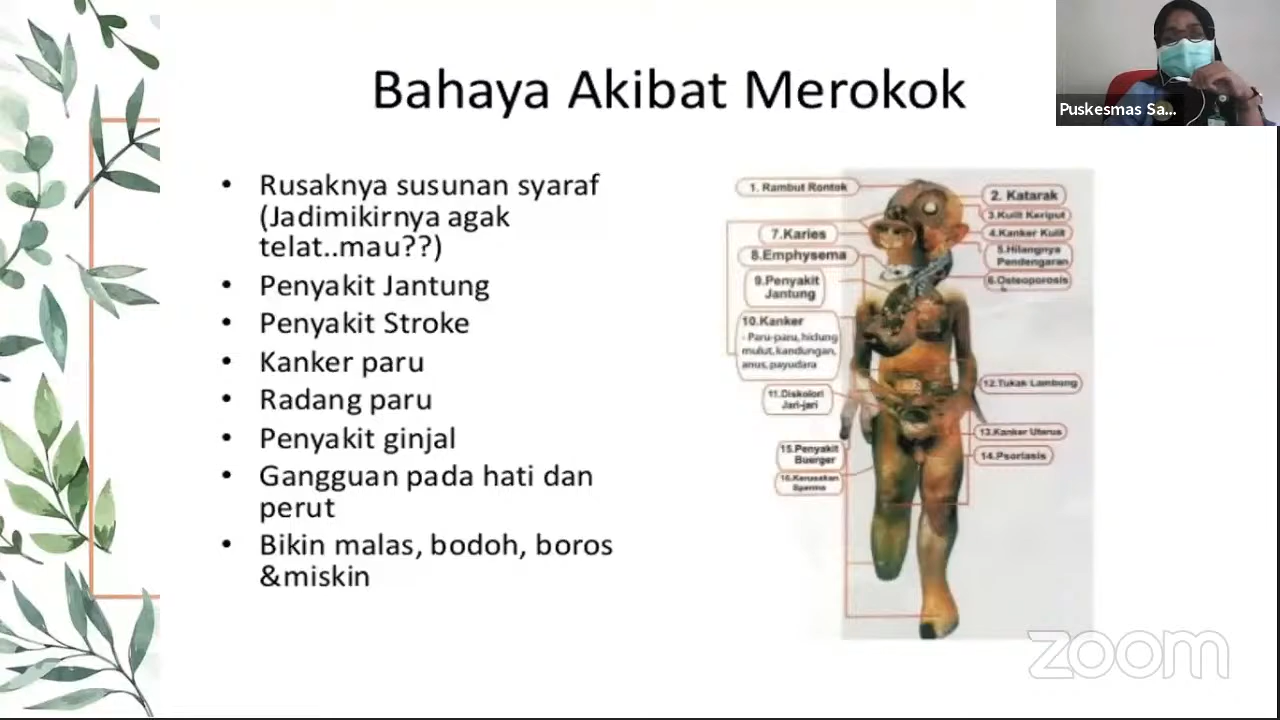 Bahaya Akibat Merokok
Puskesmas Sa...
• Rusaknya susunan syaraf
(Jadimikirnya agak
telat..mau??)
• Penyakit Jantung
• Penyakit Stroke
• Kanker paru
• Radang paru
• Penyakit ginjal
• Gangguan pada hati dan
perut
• Bikin malas, bodoh, boros
&miskin
1. Rambut Rontok
2. Katarak
3.Kulit Keriput
4.Kanker Kulit
5.Hilangnya
Pendengaran
6.Osteoporosis
7.Karies
8.Emphysema
9.Penyakit
Jantung
10.Kanker
- Paru-paru, hidung
mulut, kandungan,
anus, payudara
11.Diskolori
Jari-jari
12.Tukak Lambung
13.Kanker Uterus
14.Psoriasis
15.Penyakit
Buerger
16.Kerusakan
Sperma
zoom